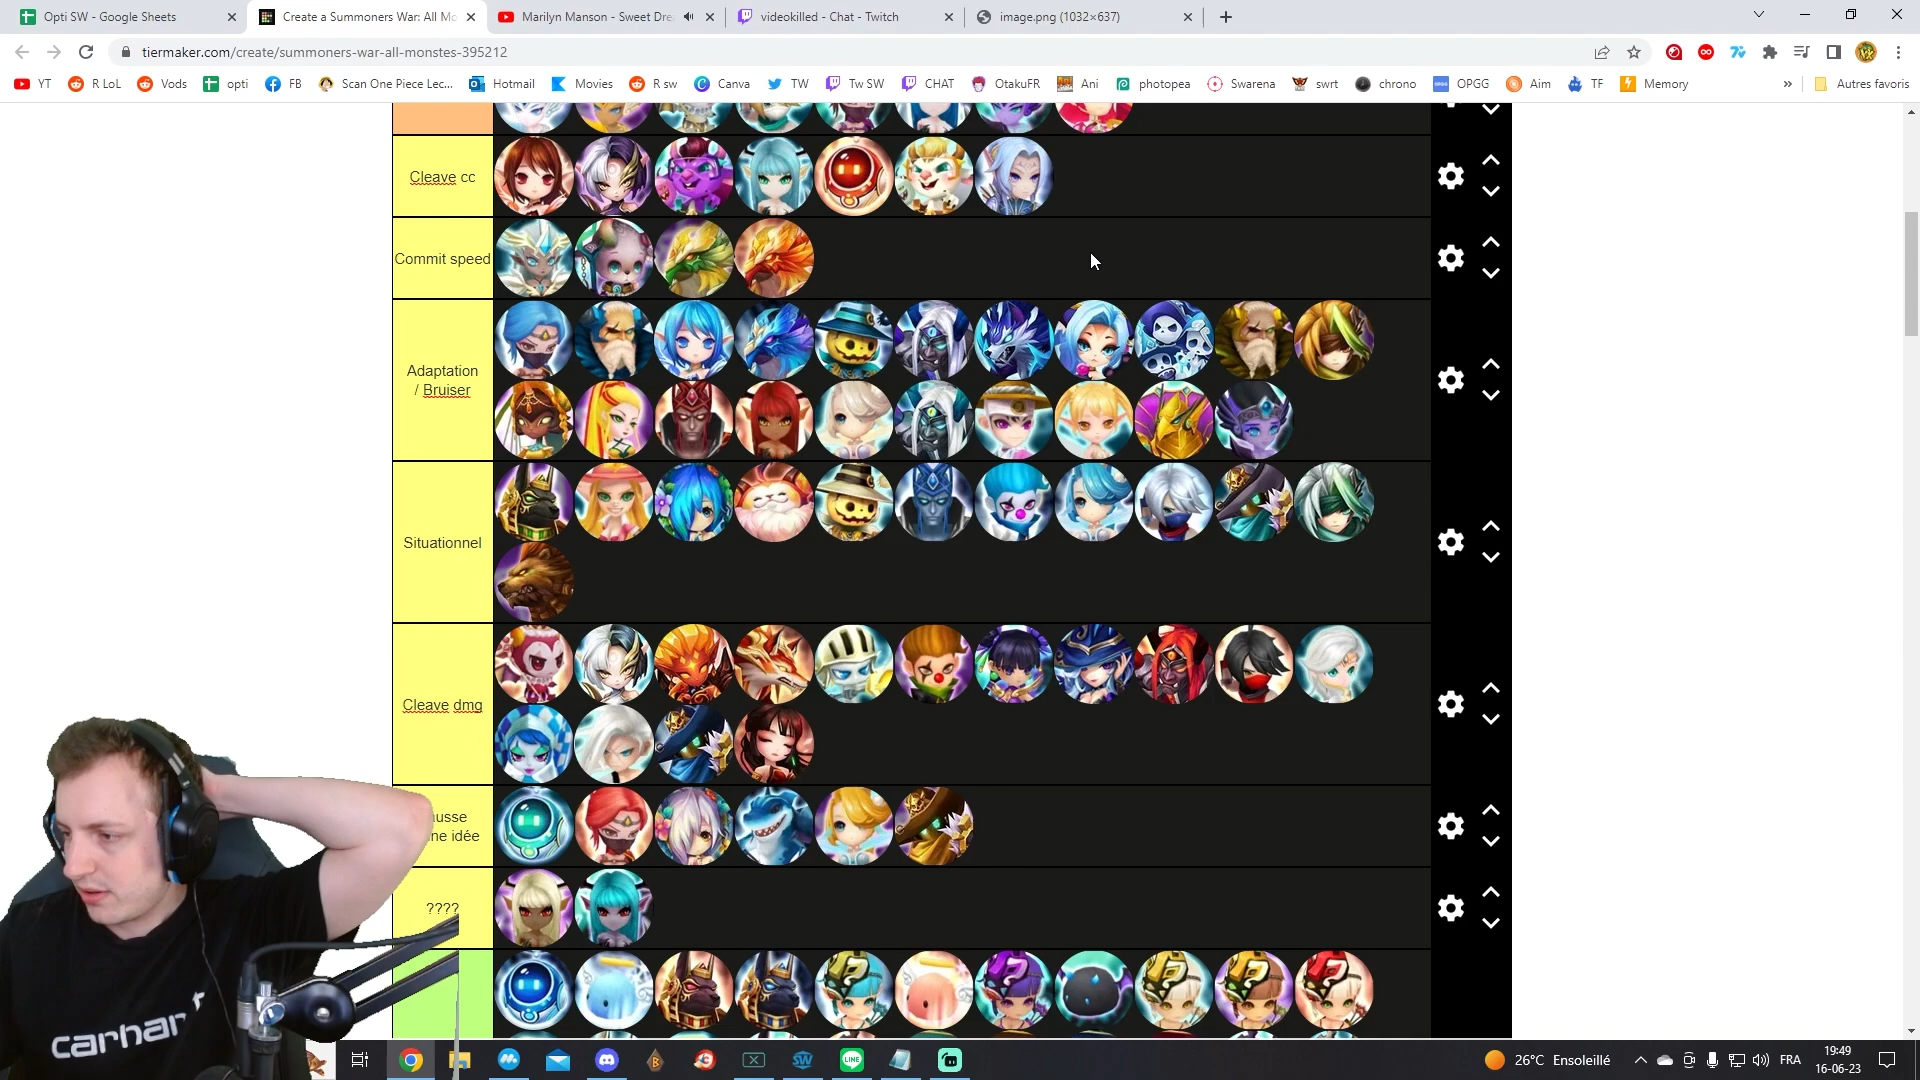 Opti SW - Google Sheets
Create a Summoners War: All Mo
Marilyn Manson - Sweet Dre
videokilled - Chat - Twitch
image.png (1032×637)
tiermaker.com/create/summoners-war-all-monstes-395212
YT
R LoL
Vods
opti
FB
Scan One Piece Lec...
Hotmail
Movies
R sw
Canva
TW
Tw SW
CHAT
OtakuFR
Ani
photopea
Swarena
swrt
chrono
OPGG
Aim
TF
Memory
»
Autres favoris
Cleave cc
Commit speed
Adaptation
/ Bruiser
Situationnel
Cleave dmg
usse
ne idée
????
carhar
LINE
SW
26°C Ensoleillé
FRA
19:49
16-06-23